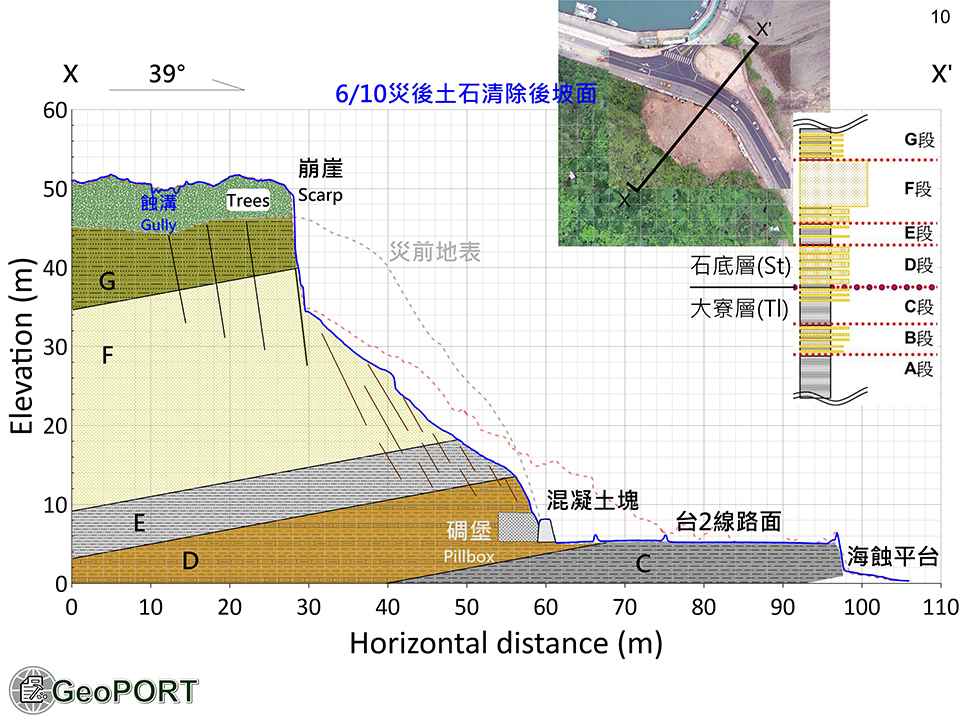 10
X
39°
6/10災後土石清除後坡面
X'
X'
X
60
50
40
30
20
10
0
Elevation (m)
崩崖
Scarp
蝕溝
Gully
Trees
災前地表
G
F
E
D
C
碉堡
Pillbox
混凝土塊
台2線路面
海蝕平台
0 10 20 30 40 50 60 70 80 90 100 110
Horizontal distance (m)
G段
F段
E段
D段
石底層(St)
大寮層(Tl)
C段
B段
A段
GeoPORT